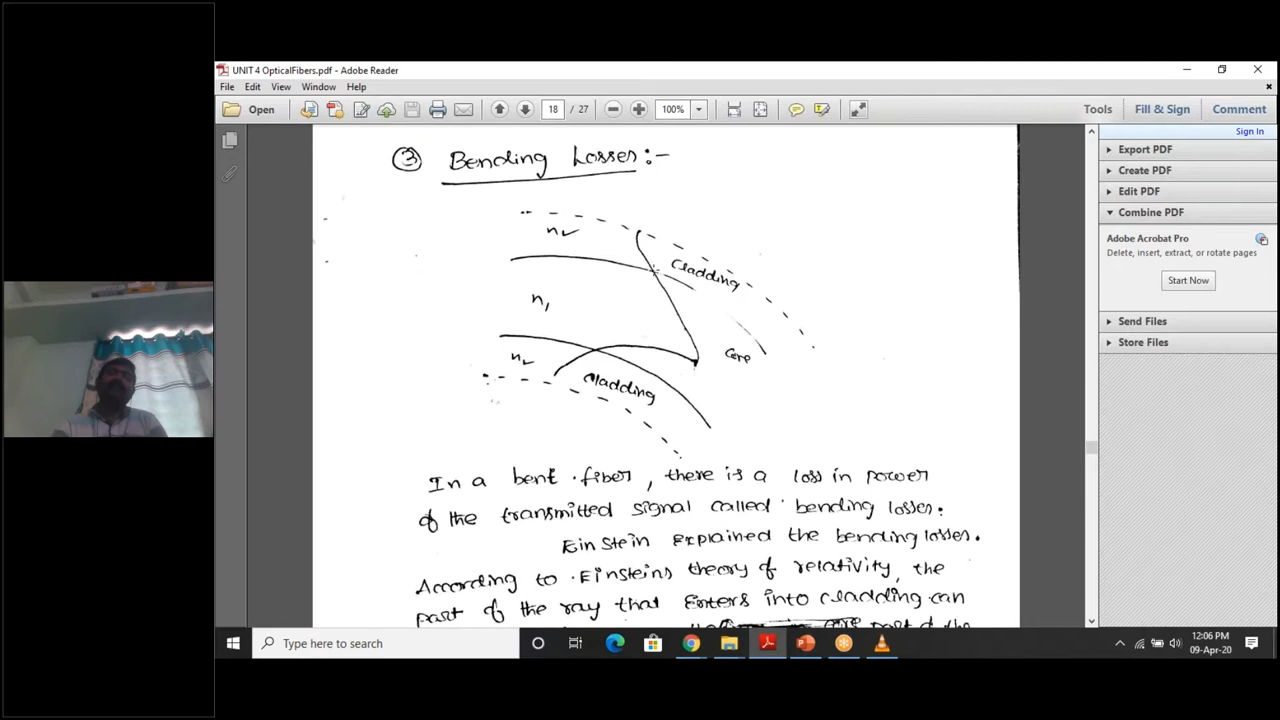 UNIT 4 OpticalFibers.pdf - Adobe Reader
File Edit View Window Help
Open 18 / 27 100% Tools Fill & Sign Comment
Sign In
Export PDF
Create PDF
Edit PDF
Combine PDF
Adobe Acrobat Pro
Delete, insert, extract, or rotate pages
Start Now
Send Files
Store Files
③ Bending Losses:-
n2
Cladding
n1
Core
n2
Cladding
In a bent fiber, there is a loss in power
of the transmitted signal called bending losses.
EinStein explained the bending losses.
According to Einsteins theory of relativity, the
part of the ray that Enters into cladding can
part of the
Type here to search
12:06 PM
09-Apr-20